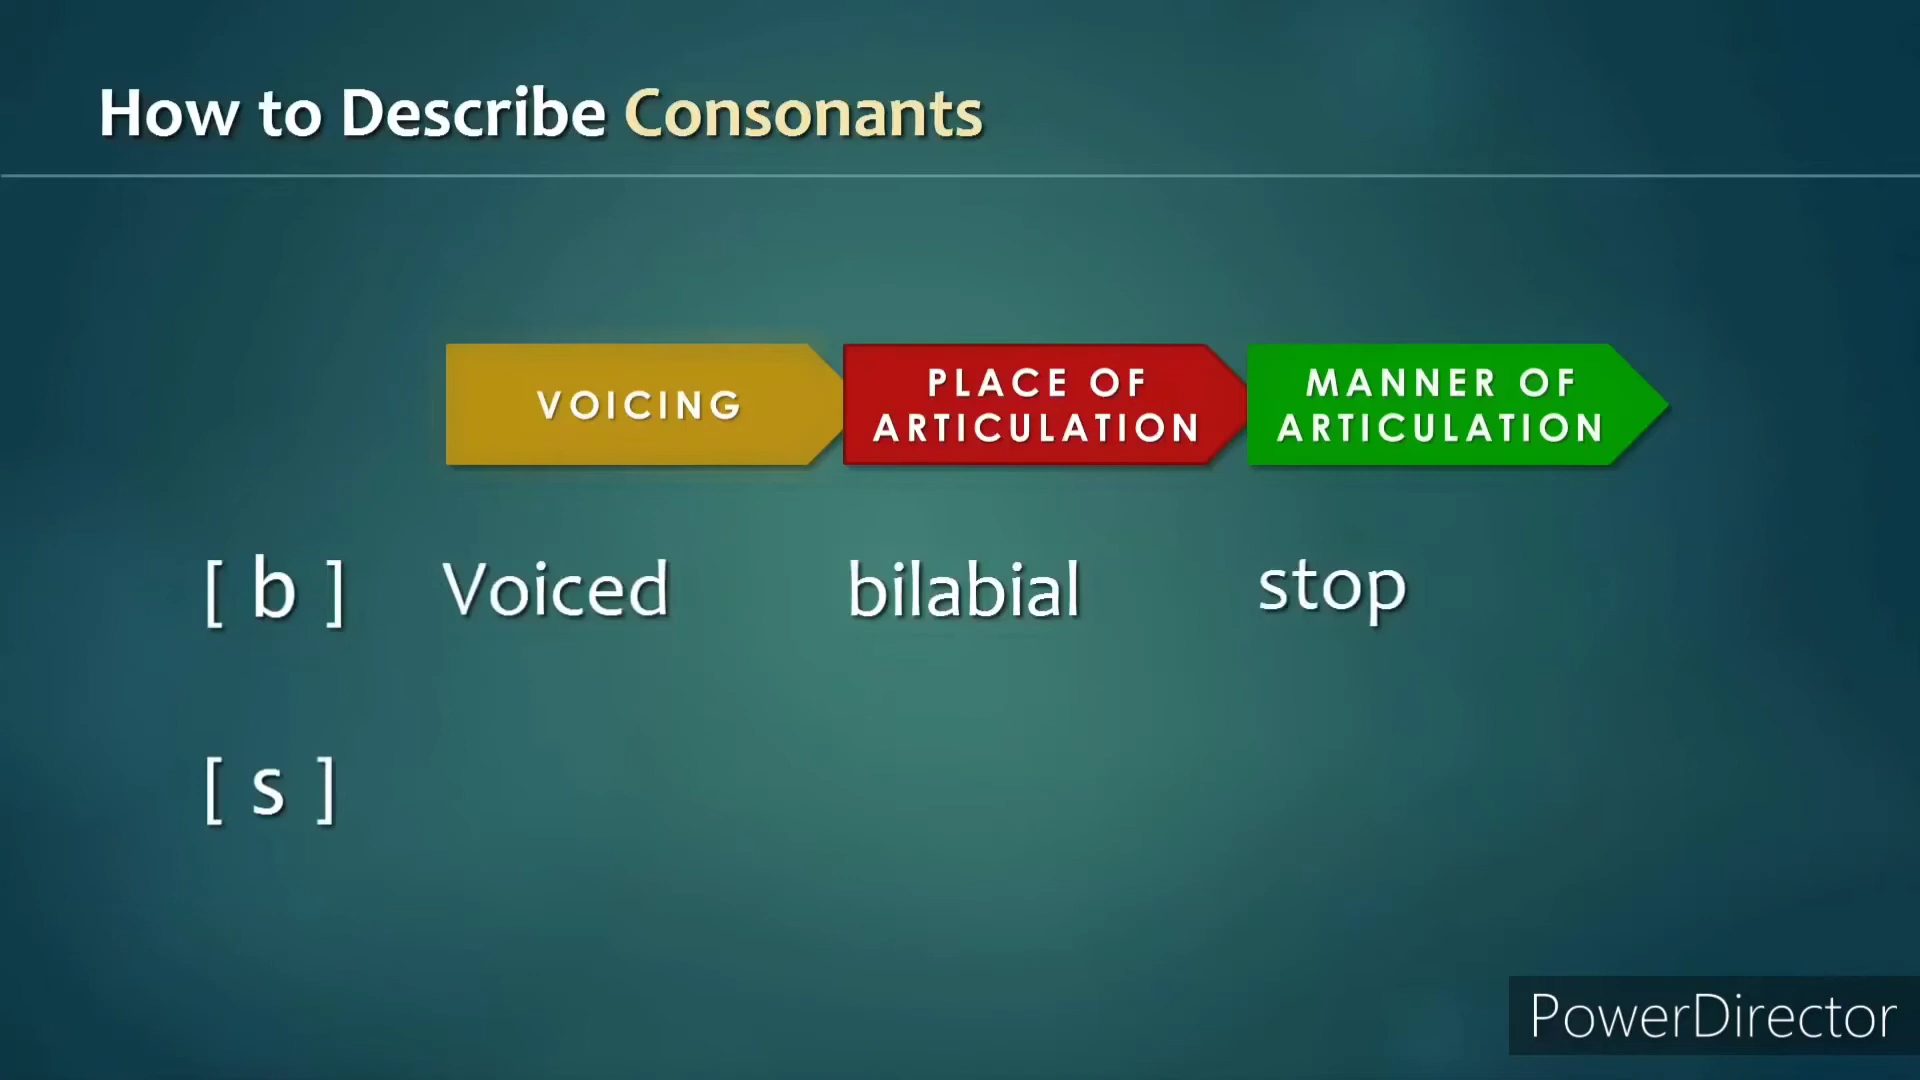 How to Describe Consonants
VOICING
PLACE OF
ARTICULATION
MANNER OF
ARTICULATION
[ b ] Voiced bilabial stop
[ s ]
PowerDirector